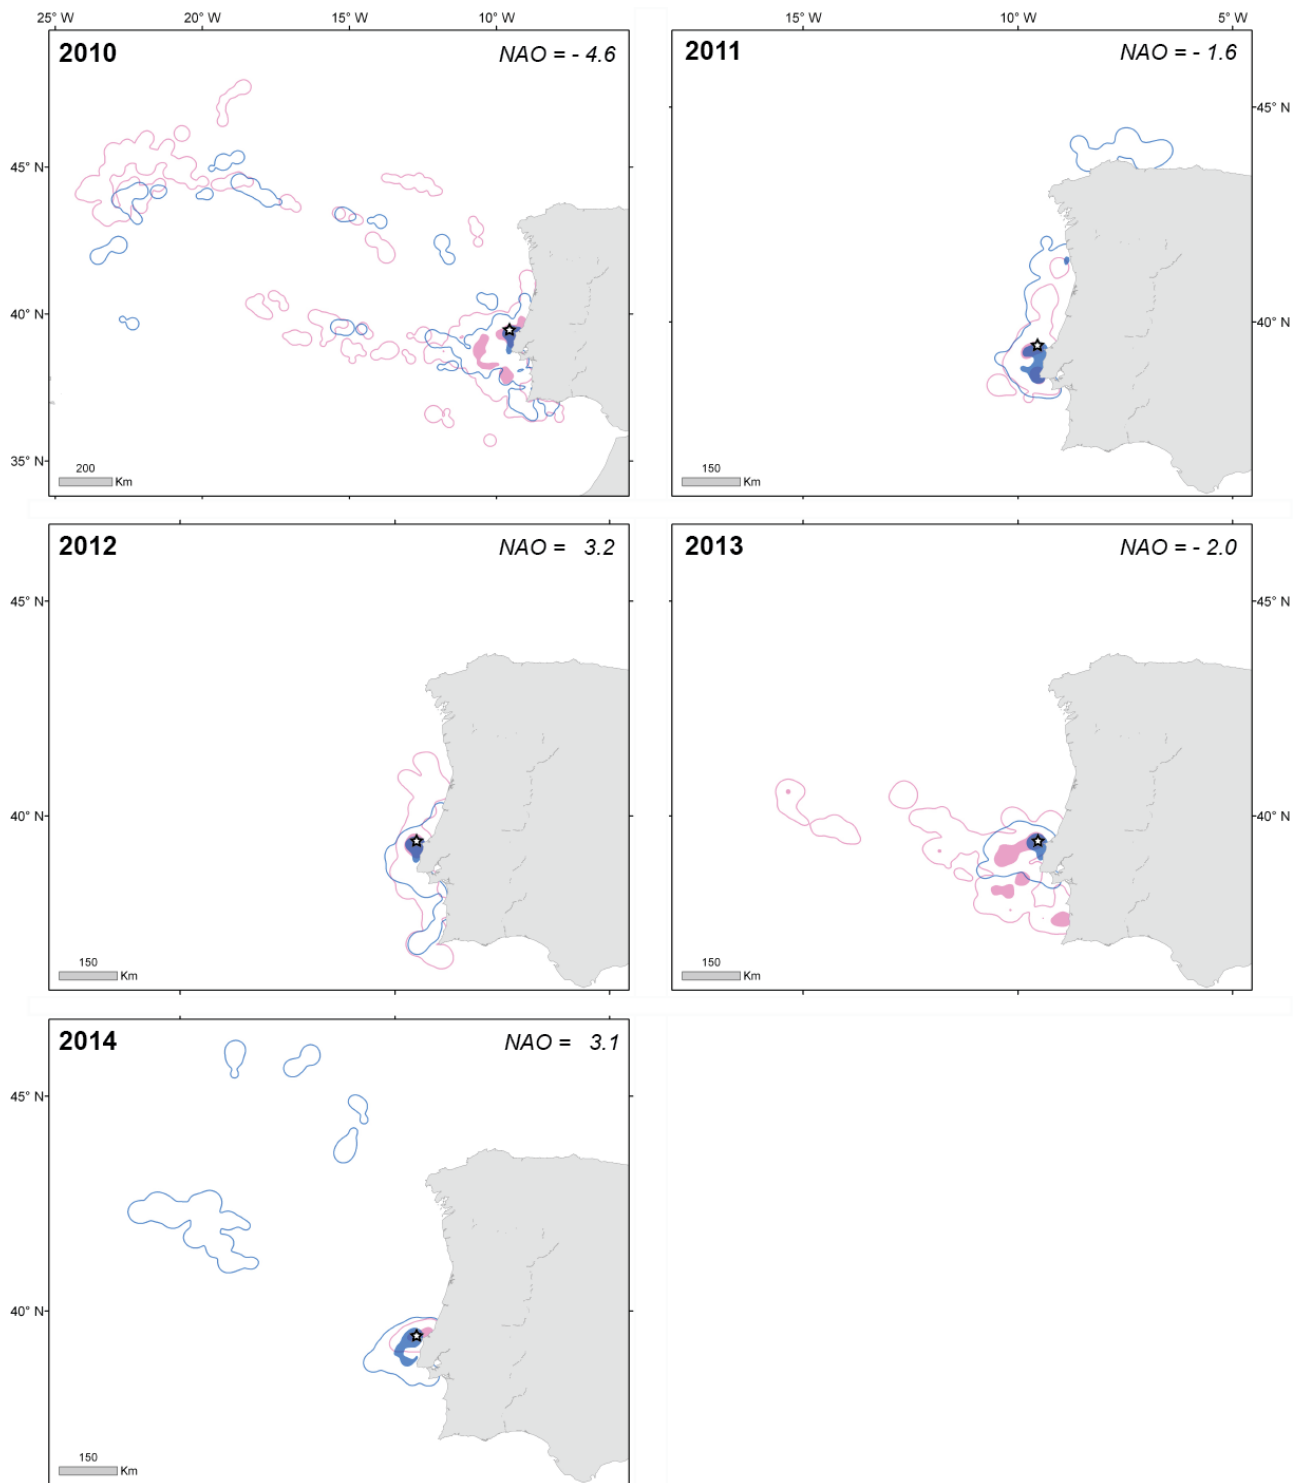 25° W 20° W 15° W 10° W 15° W 10° W 5° W
2010 NAO = - 4.6
2011 NAO = - 1.6
45° N
40° N
35° N
200
Km
45° N
40° N
150
Km
2012 NAO = 3.2
2013 NAO = - 2.0
45° N
40° N
150
Km
45° N
40° N
150
Km
2014 NAO = 3.1
45° N
40° N
150
Km